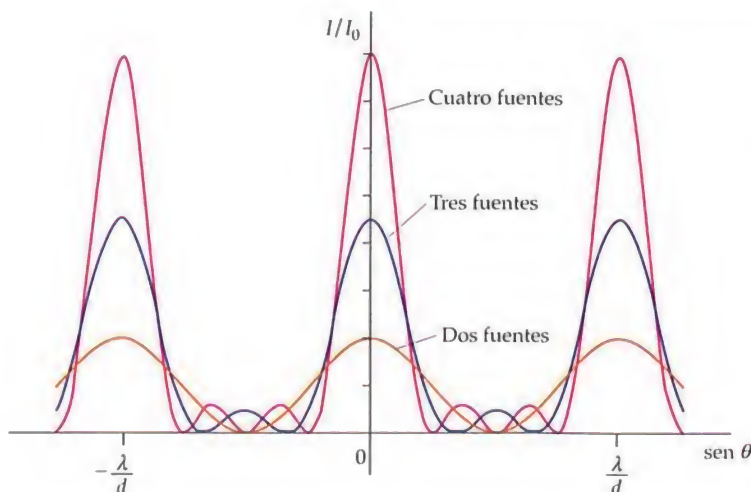 I/I₀
Cuatro fuentes
Tres fuentes
Dos fuentes
0
sen θ
−λ/d
λ/d